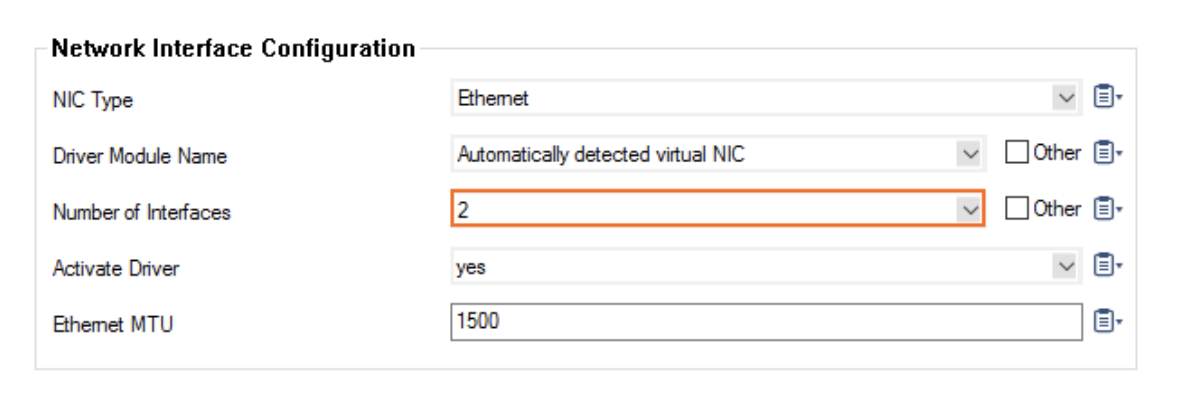 Network Interface Configuration
NIC Type Ethernet
Driver Module Name Automatically detected virtual NIC Other
Number of Interfaces 2 Other
Activate Driver yes
Ethernet MTU 1500